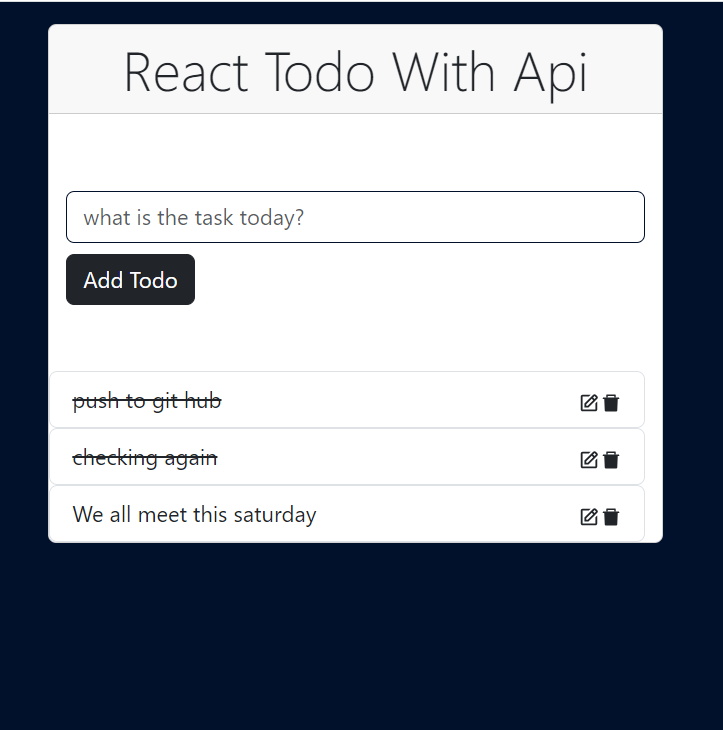 React Todo With Api
what is the task today?
Add Todo
push to git hub
checking again
We all meet this saturday